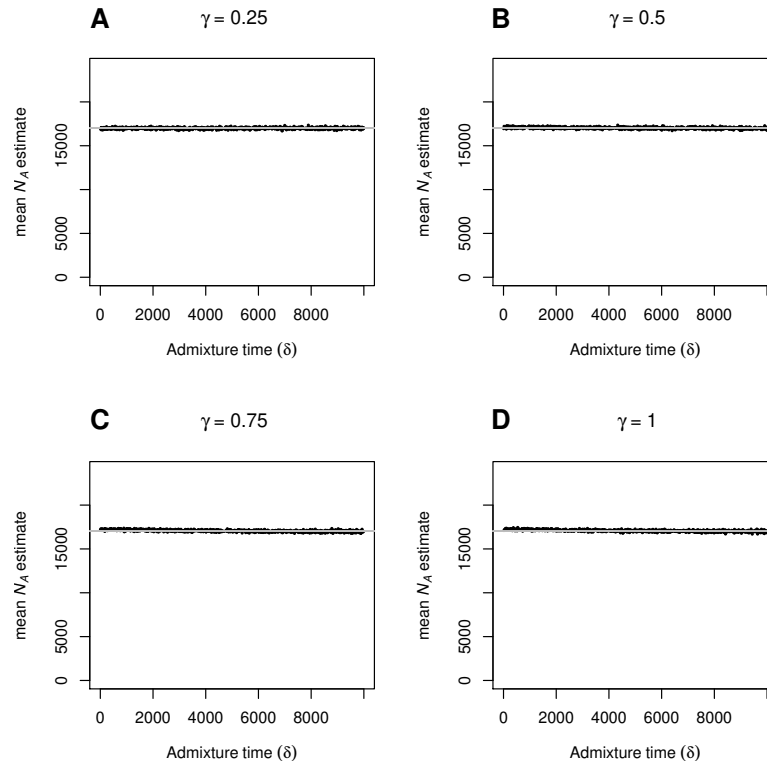 A
γ = 0.25
mean N_A estimate
0 5000 15000
0 2000 4000 6000 8000
Admixture time (δ)
B
γ = 0.5
mean N_A estimate
0 5000 15000
0 2000 4000 6000 8000
Admixture time (δ)
C
γ = 0.75
mean N_A estimate
0 5000 15000
0 2000 4000 6000 8000
Admixture time (δ)
D
γ = 1
mean N_A estimate
0 5000 15000
0 2000 4000 6000 8000
Admixture time (δ)